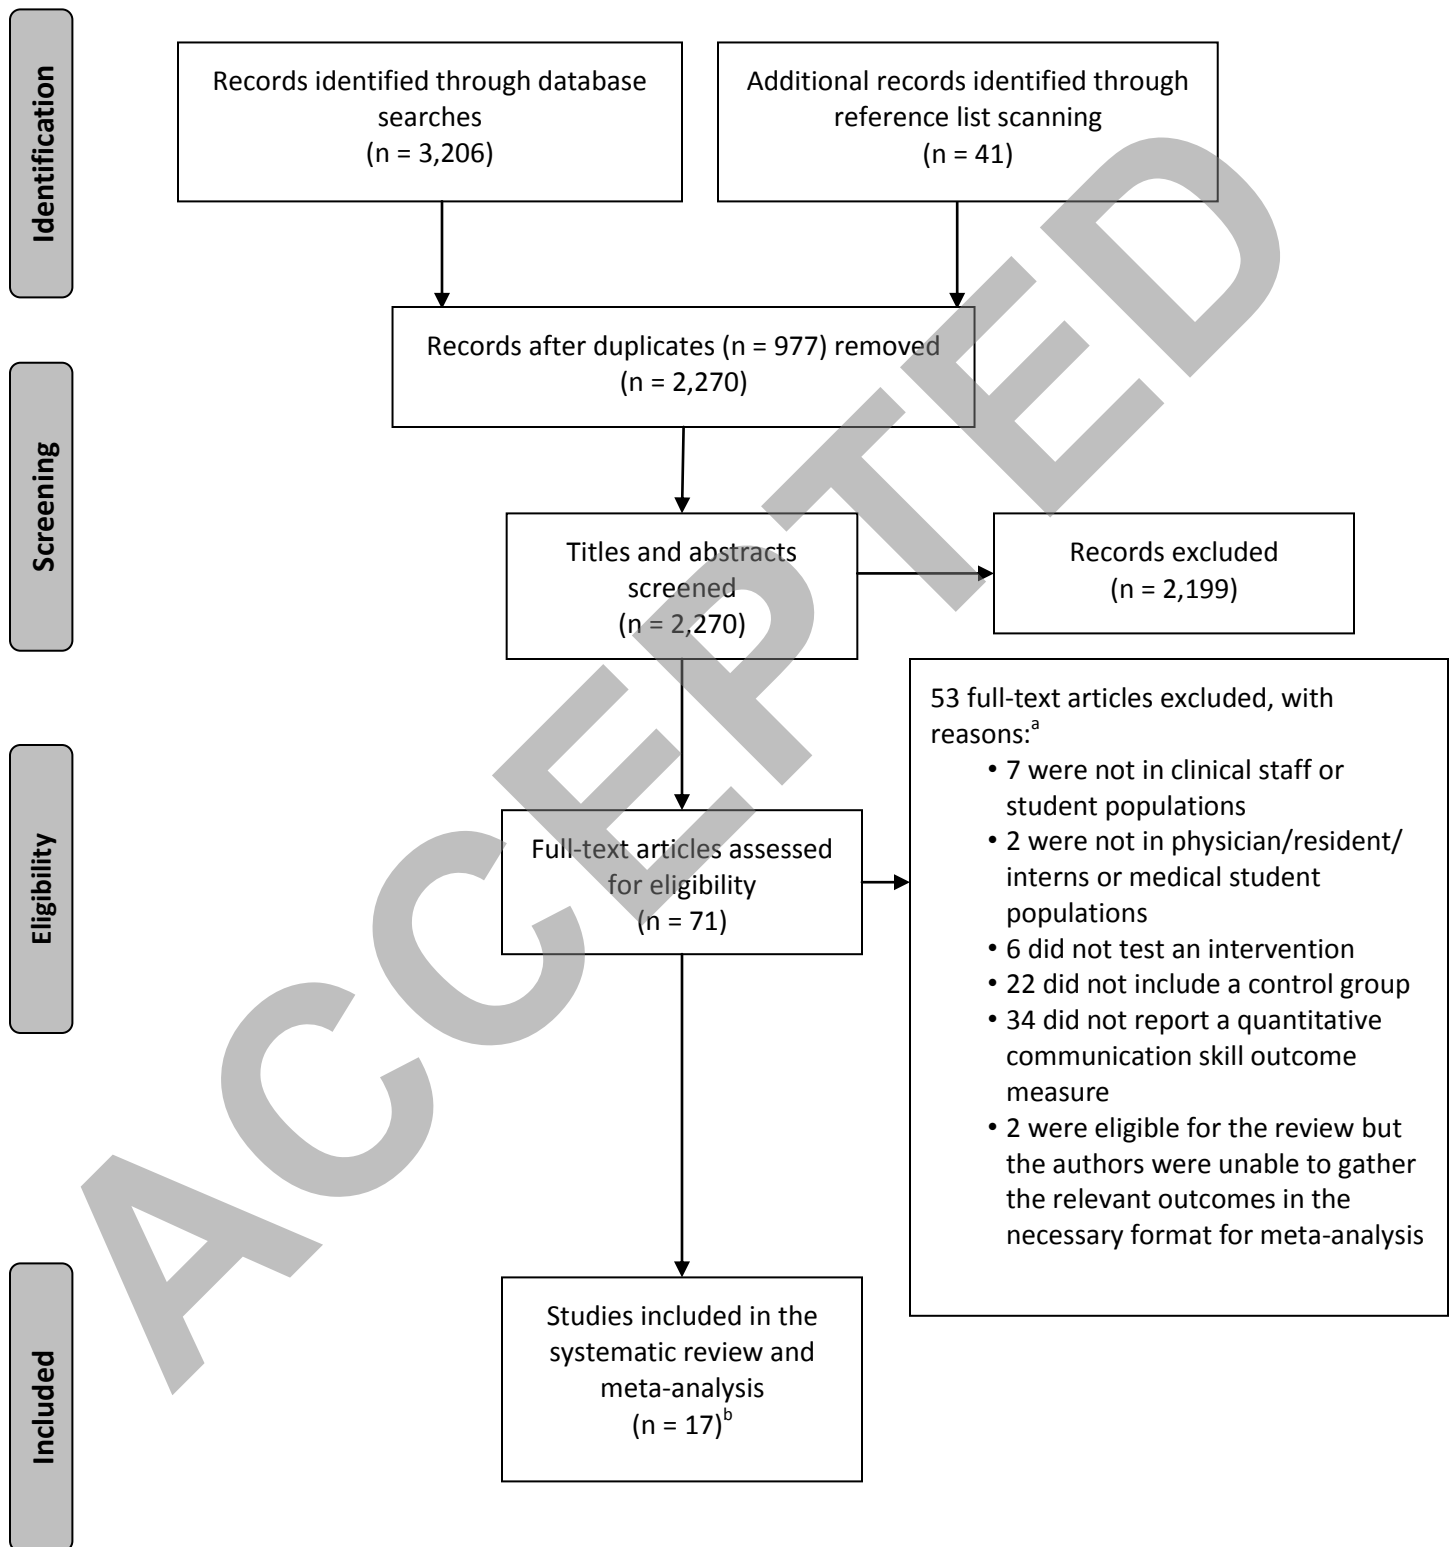 Identification
Records identified through database
searches
(n = 3,206)
Additional records identified through
reference list scanning
(n = 41)
Records after duplicates (n = 977) removed
(n = 2,270)
Screening
Titles and abstracts
screened
(n = 2,270)
Records excluded
(n = 2,199)
Eligibility
Full-text articles assessed
for eligibility
(n = 71)
53 full-text articles excluded, with
reasons:a
• 7 were not in clinical staff or
student populations
• 2 were not in physician/resident/
interns or medical student
populations
• 6 did not test an intervention
• 22 did not include a control group
• 34 did not report a quantitative
communication skill outcome
measure
• 2 were eligible for the review but
the authors were unable to gather
the relevant outcomes in the
necessary format for meta-analysis
Included
Studies included in the
systematic review and
meta-analysis
(n = 17)b
ACCEPTED